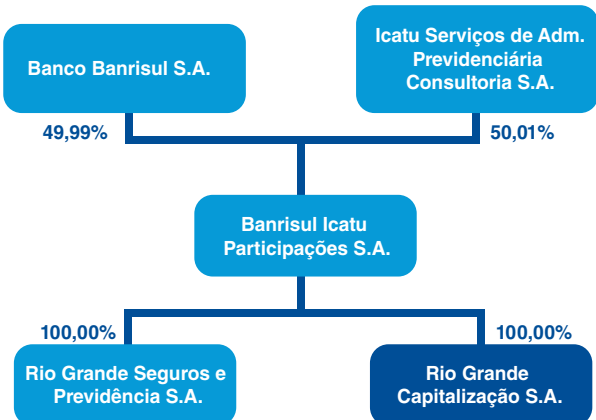 Banco Banrisul S.A.
Icatu Serviços de Adm.
Previdenciária
Consultoria S.A.
49,99%
50,01%
Banrisul Icatu
Participações S.A.
100,00%
100,00%
Rio Grande Seguros e
Previdência S.A.
Rio Grande
Capitalização S.A.